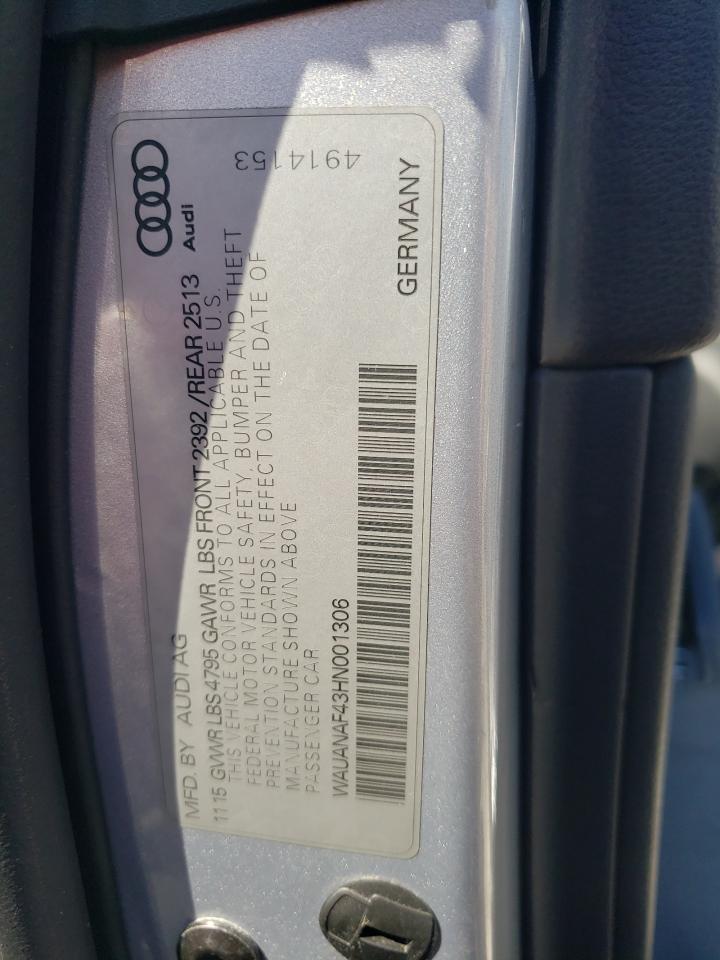 MFD. BY AUDI AG
11 15 GVWR LBS 4795 GAWR LBS FRONT 2392 / REAR 2513
THIS VEHICLE CONFORMS TO ALL APPLICABLE U.S.
FEDERAL MOTOR VEHICLE SAFETY, BUMPER AND THEFT
PREVENTION STANDARDS IN EFFECT ON THE DATE OF
MANUFACTURE SHOWN ABOVE
PASSENGER CAR
WAUANAF43HN001306
Audi
4914153
GERMANY